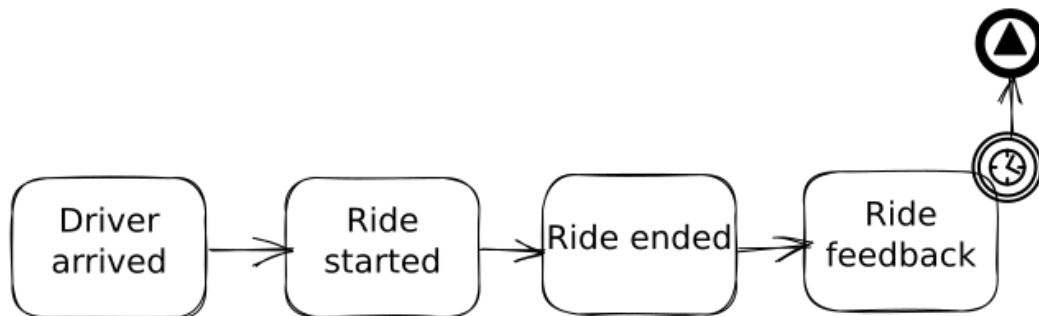 Driver
arrived
Ride
started
Ride ended
Ride
feedback